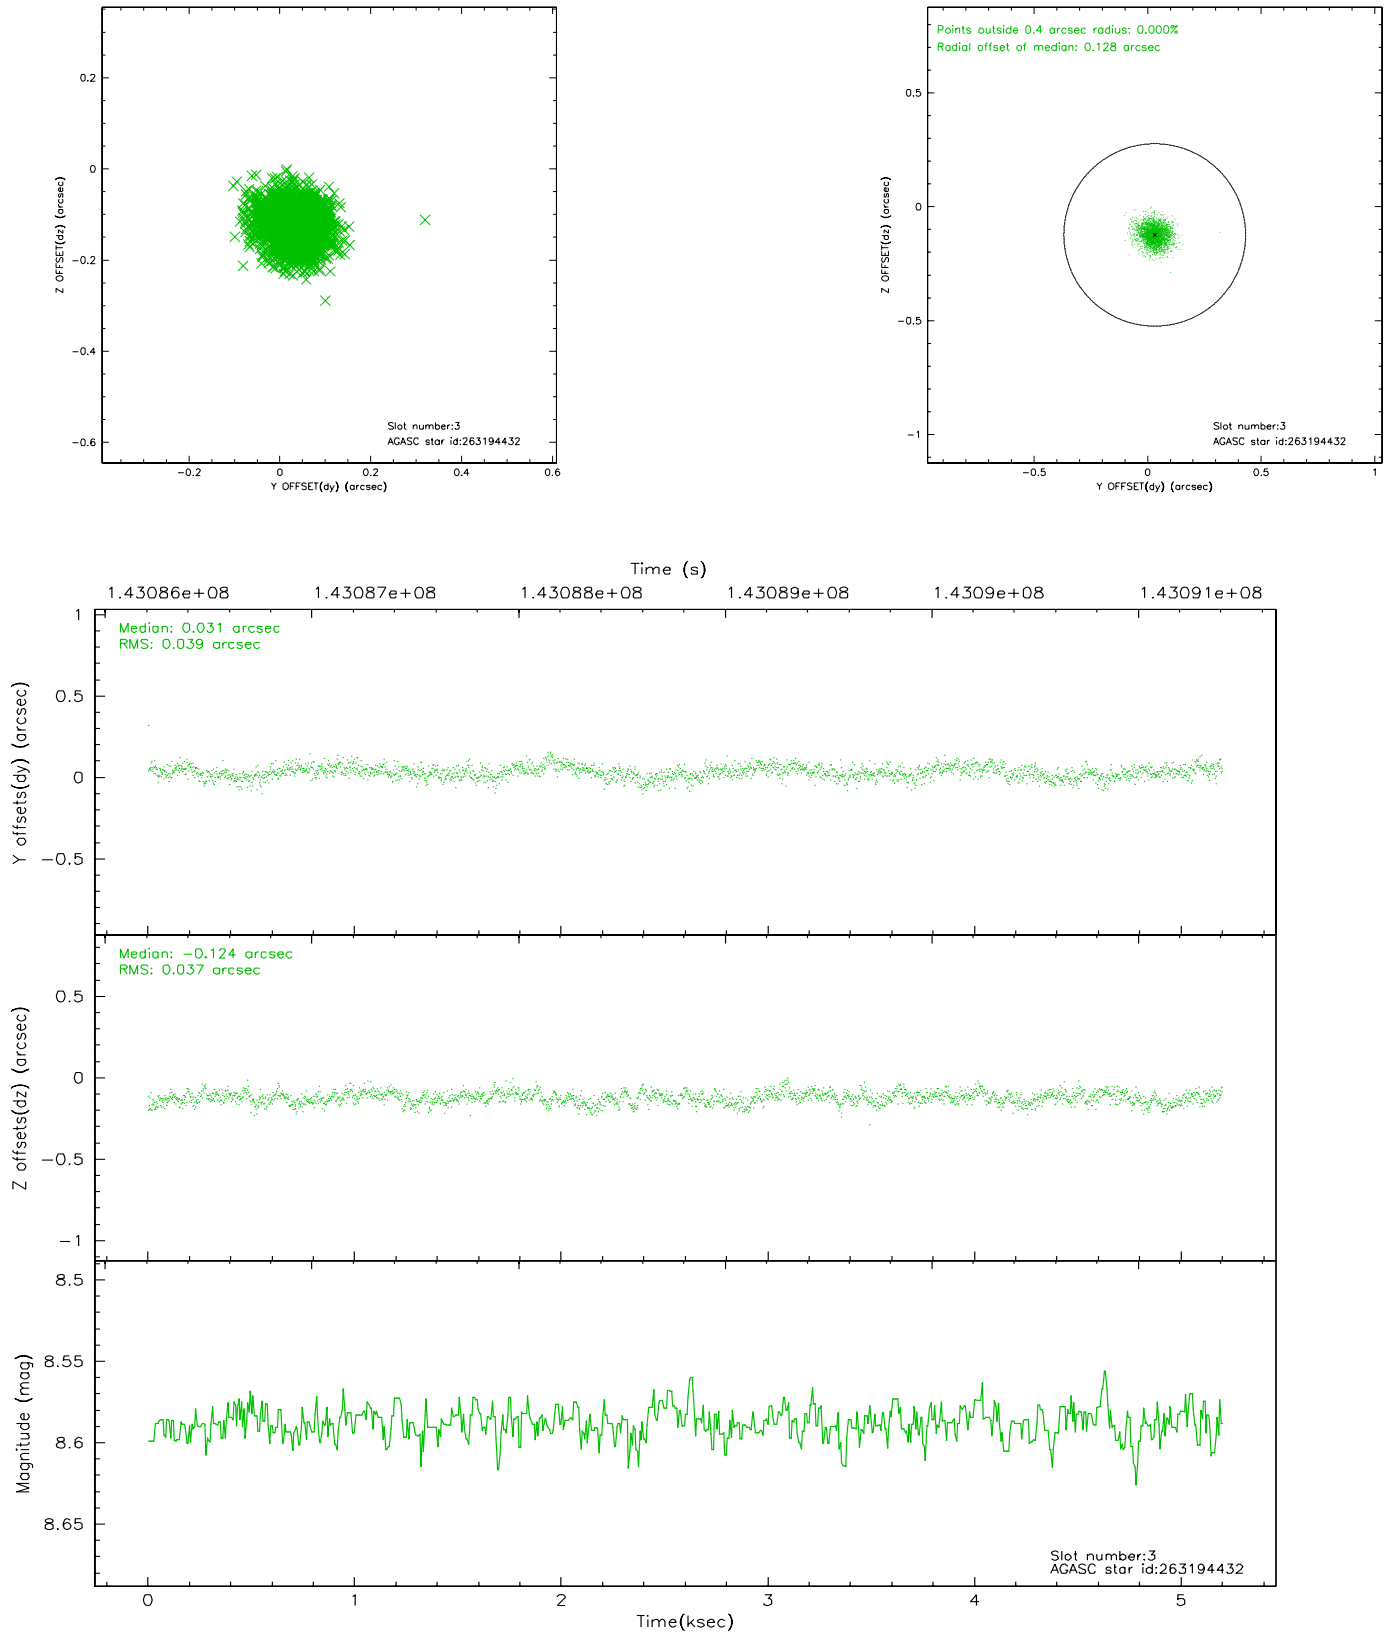 0.2
0
−0.2
−0.4
−0.6
Z OFFSET(dz) (arcsec)
Slot number:3
AGASC star id:263194432
−0.2 0 0.2 0.4 0.6
Y OFFSET(dy) (arcsec)
Points outside 0.4 arcsec radius: 0.000%
Radial offset of median: 0.128 arcsec
0.5
0
−0.5
−1
Z OFFSET(dz) (arcsec)
Slot number:3
AGASC star id:263194432
−0.5 0 0.5 1
Y OFFSET(dy) (arcsec)
Time (s)
1.43086e+08 1.43087e+08 1.43088e+08 1.43089e+08 1.4309e+08 1.43091e+08
Median: 0.031 arcsec
RMS: 0.039 arcsec
1
0.5
0
−0.5
Y offsets(dy) (arcsec)
Median: −0.124 arcsec
RMS: 0.037 arcsec
0.5
0
−0.5
−1
Z offsets(dz) (arcsec)
8.5
8.55
8.6
8.65
Magnitude (mag)
Slot number:3
AGASC star id:263194432
0 1 2 3 4 5
Time(ksec)